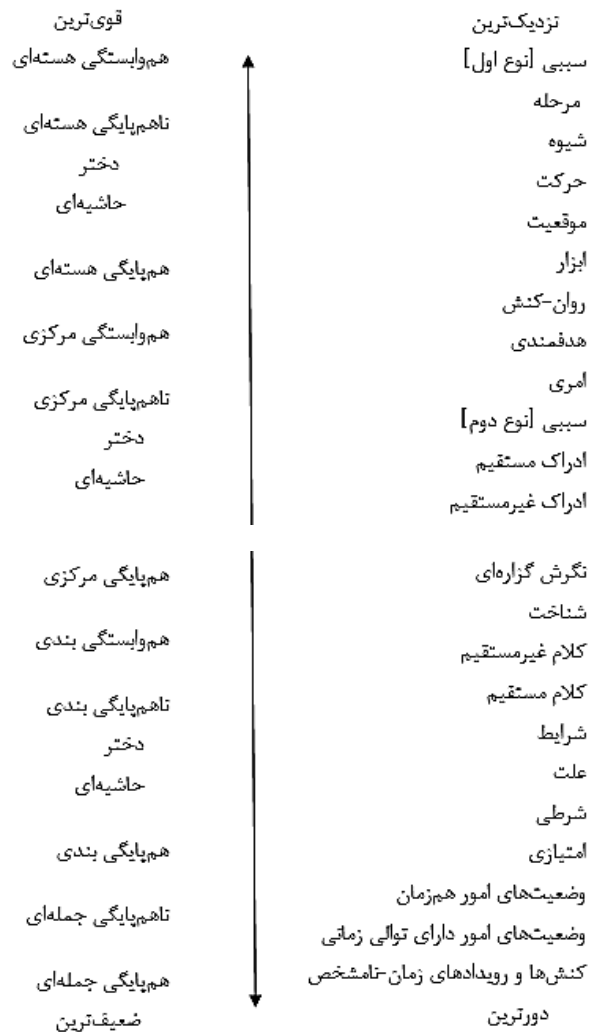 نزدیک‌ترین
سببی [نوع اول]
مرحله
شیوه
حرکت
موقعیت
ابزار
روان-کنش
هدفمندی
امری
سببی [نوع دوم]
ادراک مستقیم
ادراک غیرمستقیم
نگرش گزاره‌ای
شناخت
کلام غیرمستقیم
کلام مستقیم
شرایط
علت
شرطی
امتیازی
وضعیت‌های امور هم‌زمان
وضعیت‌های امور دارای توالی زمانی
کنش‌ها و رویدادهای زمان-نامشخص
دورترین
قوی‌ترین
هم‌وابستگی هسته‌ای
ناهم‌پایگی هسته‌ای
دختر
حاشیه‌ای
هم‌پایگی هسته‌ای
هم‌وابستگی مرکزی
ناهم‌پایگی مرکزی
دختر
حاشیه‌ای
هم‌پایگی مرکزی
هم‌وابستگی بندی
ناهم‌پایگی بندی
دختر
حاشیه‌ای
هم‌پایگی بندی
ناهم‌پایگی جمله‌ای
هم‌پایگی جمله‌ای
ضعیف‌ترین